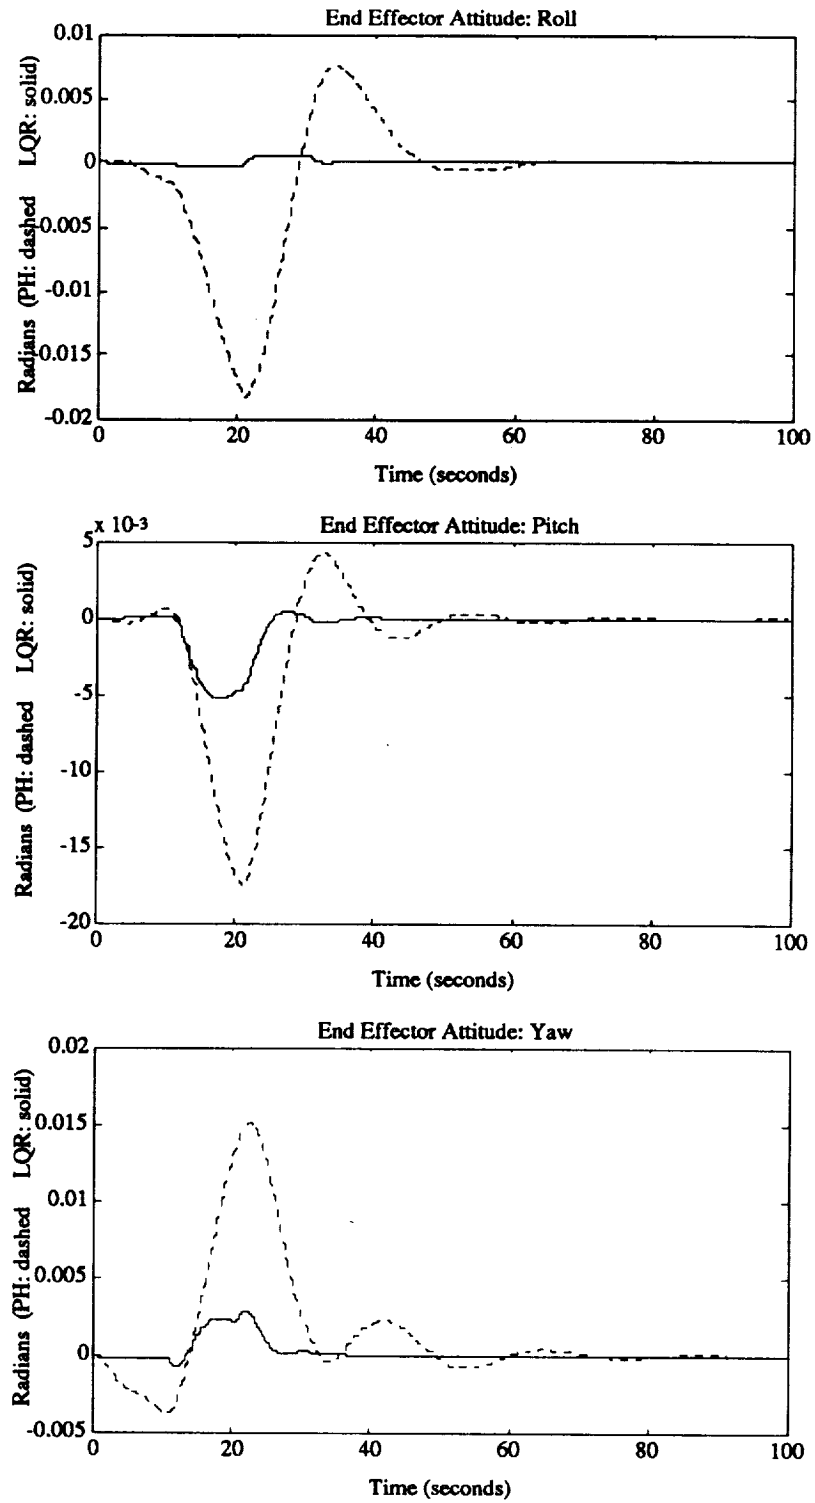 End Effector Attitude: Roll
Radians (PH: dashed LQR: solid)
0.01
0.005
0
-0.005
-0.01
-0.015
-0.02
0 20 40 60 80 100
Time (seconds)
End Effector Attitude: Pitch
x 10-3
Radians (PH: dashed LQR: solid)
5
0
-5
-10
-15
-20
0 20 40 60 80 100
Time (seconds)
End Effector Attitude: Yaw
Radians (PH: dashed LQR: solid)
0.02
0.015
0.01
0.005
0
-0.005
0 20 40 60 80 100
Time (seconds)